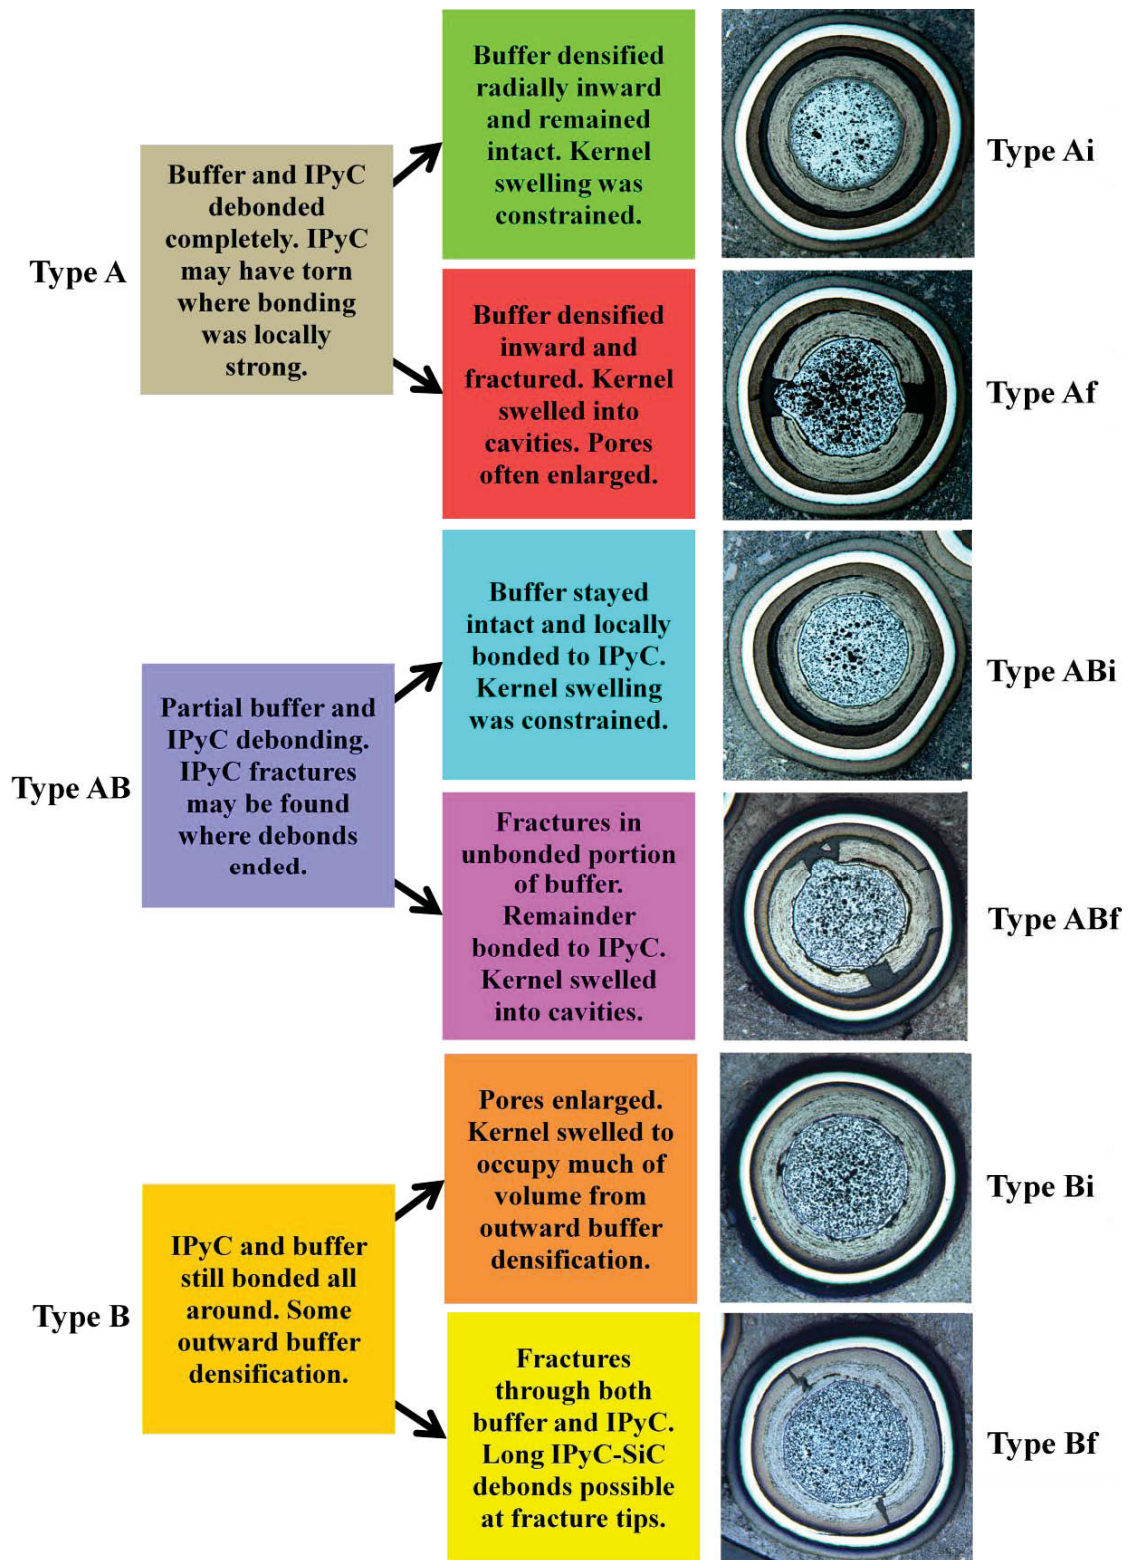 Type A
Buffer and IPyC
debonded
completely. IPyC
may have torn
where bonding
was locally
strong.
Buffer densified
radially inward
and remained
intact. Kernel
swelling was
constrained.
Type Ai
Buffer densified
inward and
fractured. Kernel
swelled into
cavities. Pores
often enlarged.
Type Af
Type AB
Partial buffer and
IPyC debonding.
IPyC fractures
may be found
where debonds
ended.
Buffer stayed
intact and locally
bonded to IPyC.
Kernel swelling
was constrained.
Type ABi
Fractures in
unbonded portion
of buffer.
Remainder
bonded to IPyC.
Kernel swelled
into cavities.
Type ABf
Type B
IPyC and buffer
still bonded all
around. Some
outward buffer
densification.
Pores enlarged.
Kernel swelled to
occupy much of
volume from
outward buffer
densification.
Type Bi
Fractures
through both
buffer and IPyC.
Long IPyC-SiC
debonds possible
at fracture tips.
Type Bf